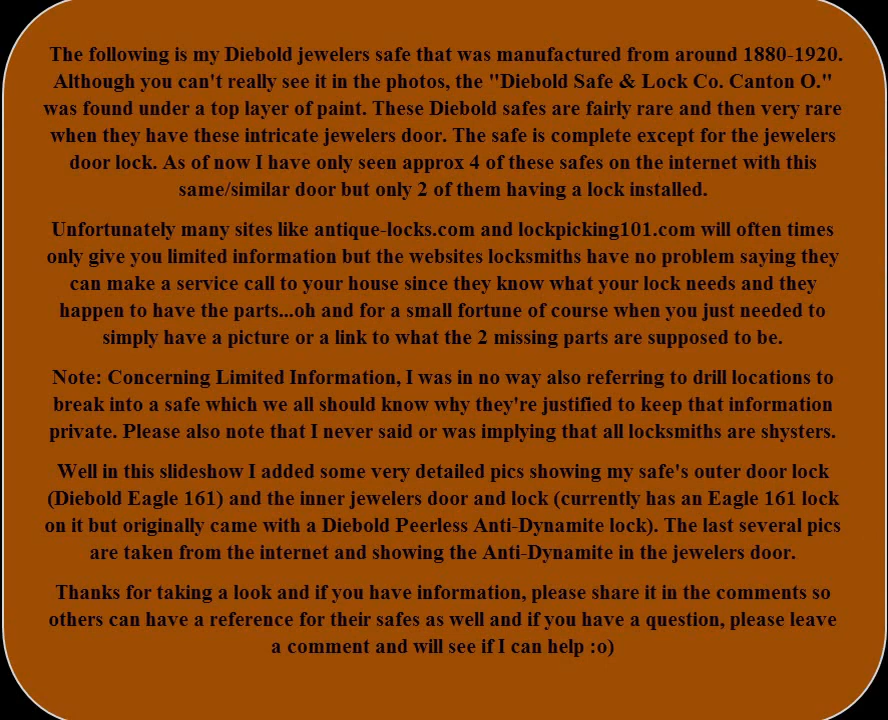 The following is my Diebold jewelers safe that was manufactured from around 1880-1920.
Although you can't really see it in the photos, the "Diebold Safe & Lock Co. Canton O."
was found under a top layer of paint. These Diebold safes are fairly rare and then very rare
when they have these intricate jewelers door. The safe is complete except for the jewelers
door lock. As of now I have only seen approx 4 of these safes on the internet with this
same/similar door but only 2 of them having a lock installed.
Unfortunately many sites like antique-locks.com and lockpicking101.com will often times
only give you limited information but the websites locksmiths have no problem saying they
can make a service call to your house since they know what your lock needs and they
happen to have the parts...oh and for a small fortune of course when you just needed to
simply have a picture or a link to what the 2 missing parts are supposed to be.
Note: Concerning Limited Information, I was in no way also referring to drill locations to
break into a safe which we all should know why they're justified to keep that information
private. Please also note that I never said or was implying that all locksmiths are shysters.
Well in this slideshow I added some very detailed pics showing my safe's outer door lock
(Diebold Eagle 161) and the inner jewelers door and lock (currently has an Eagle 161 lock
on it but originally came with a Diebold Peerless Anti-Dynamite lock). The last several pics
are taken from the internet and showing the Anti-Dynamite in the jewelers door.
Thanks for taking a look and if you have information, please share it in the comments so
others can have a reference for their safes as well and if you have a question, please leave
a comment and will see if I can help :o)